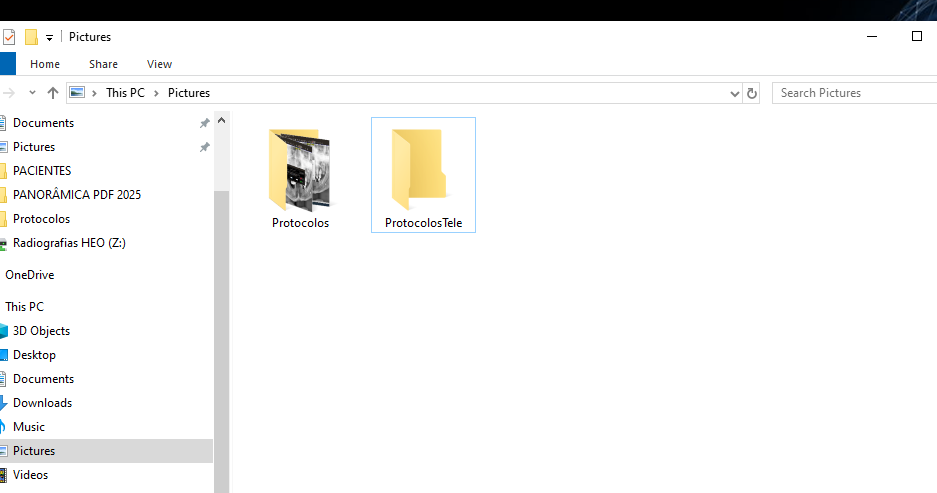 Pictures
Home Share View
This PC Pictures
Search Pictures
Documents
Pictures
PACIENTES
PANORÂMICA PDF 2025
Protocolos
Radiografias HEO (Z:)
OneDrive
This PC
3D Objects
Desktop
Documents
Downloads
Music
Pictures
Videos
Protocolos
ProtocolosTele